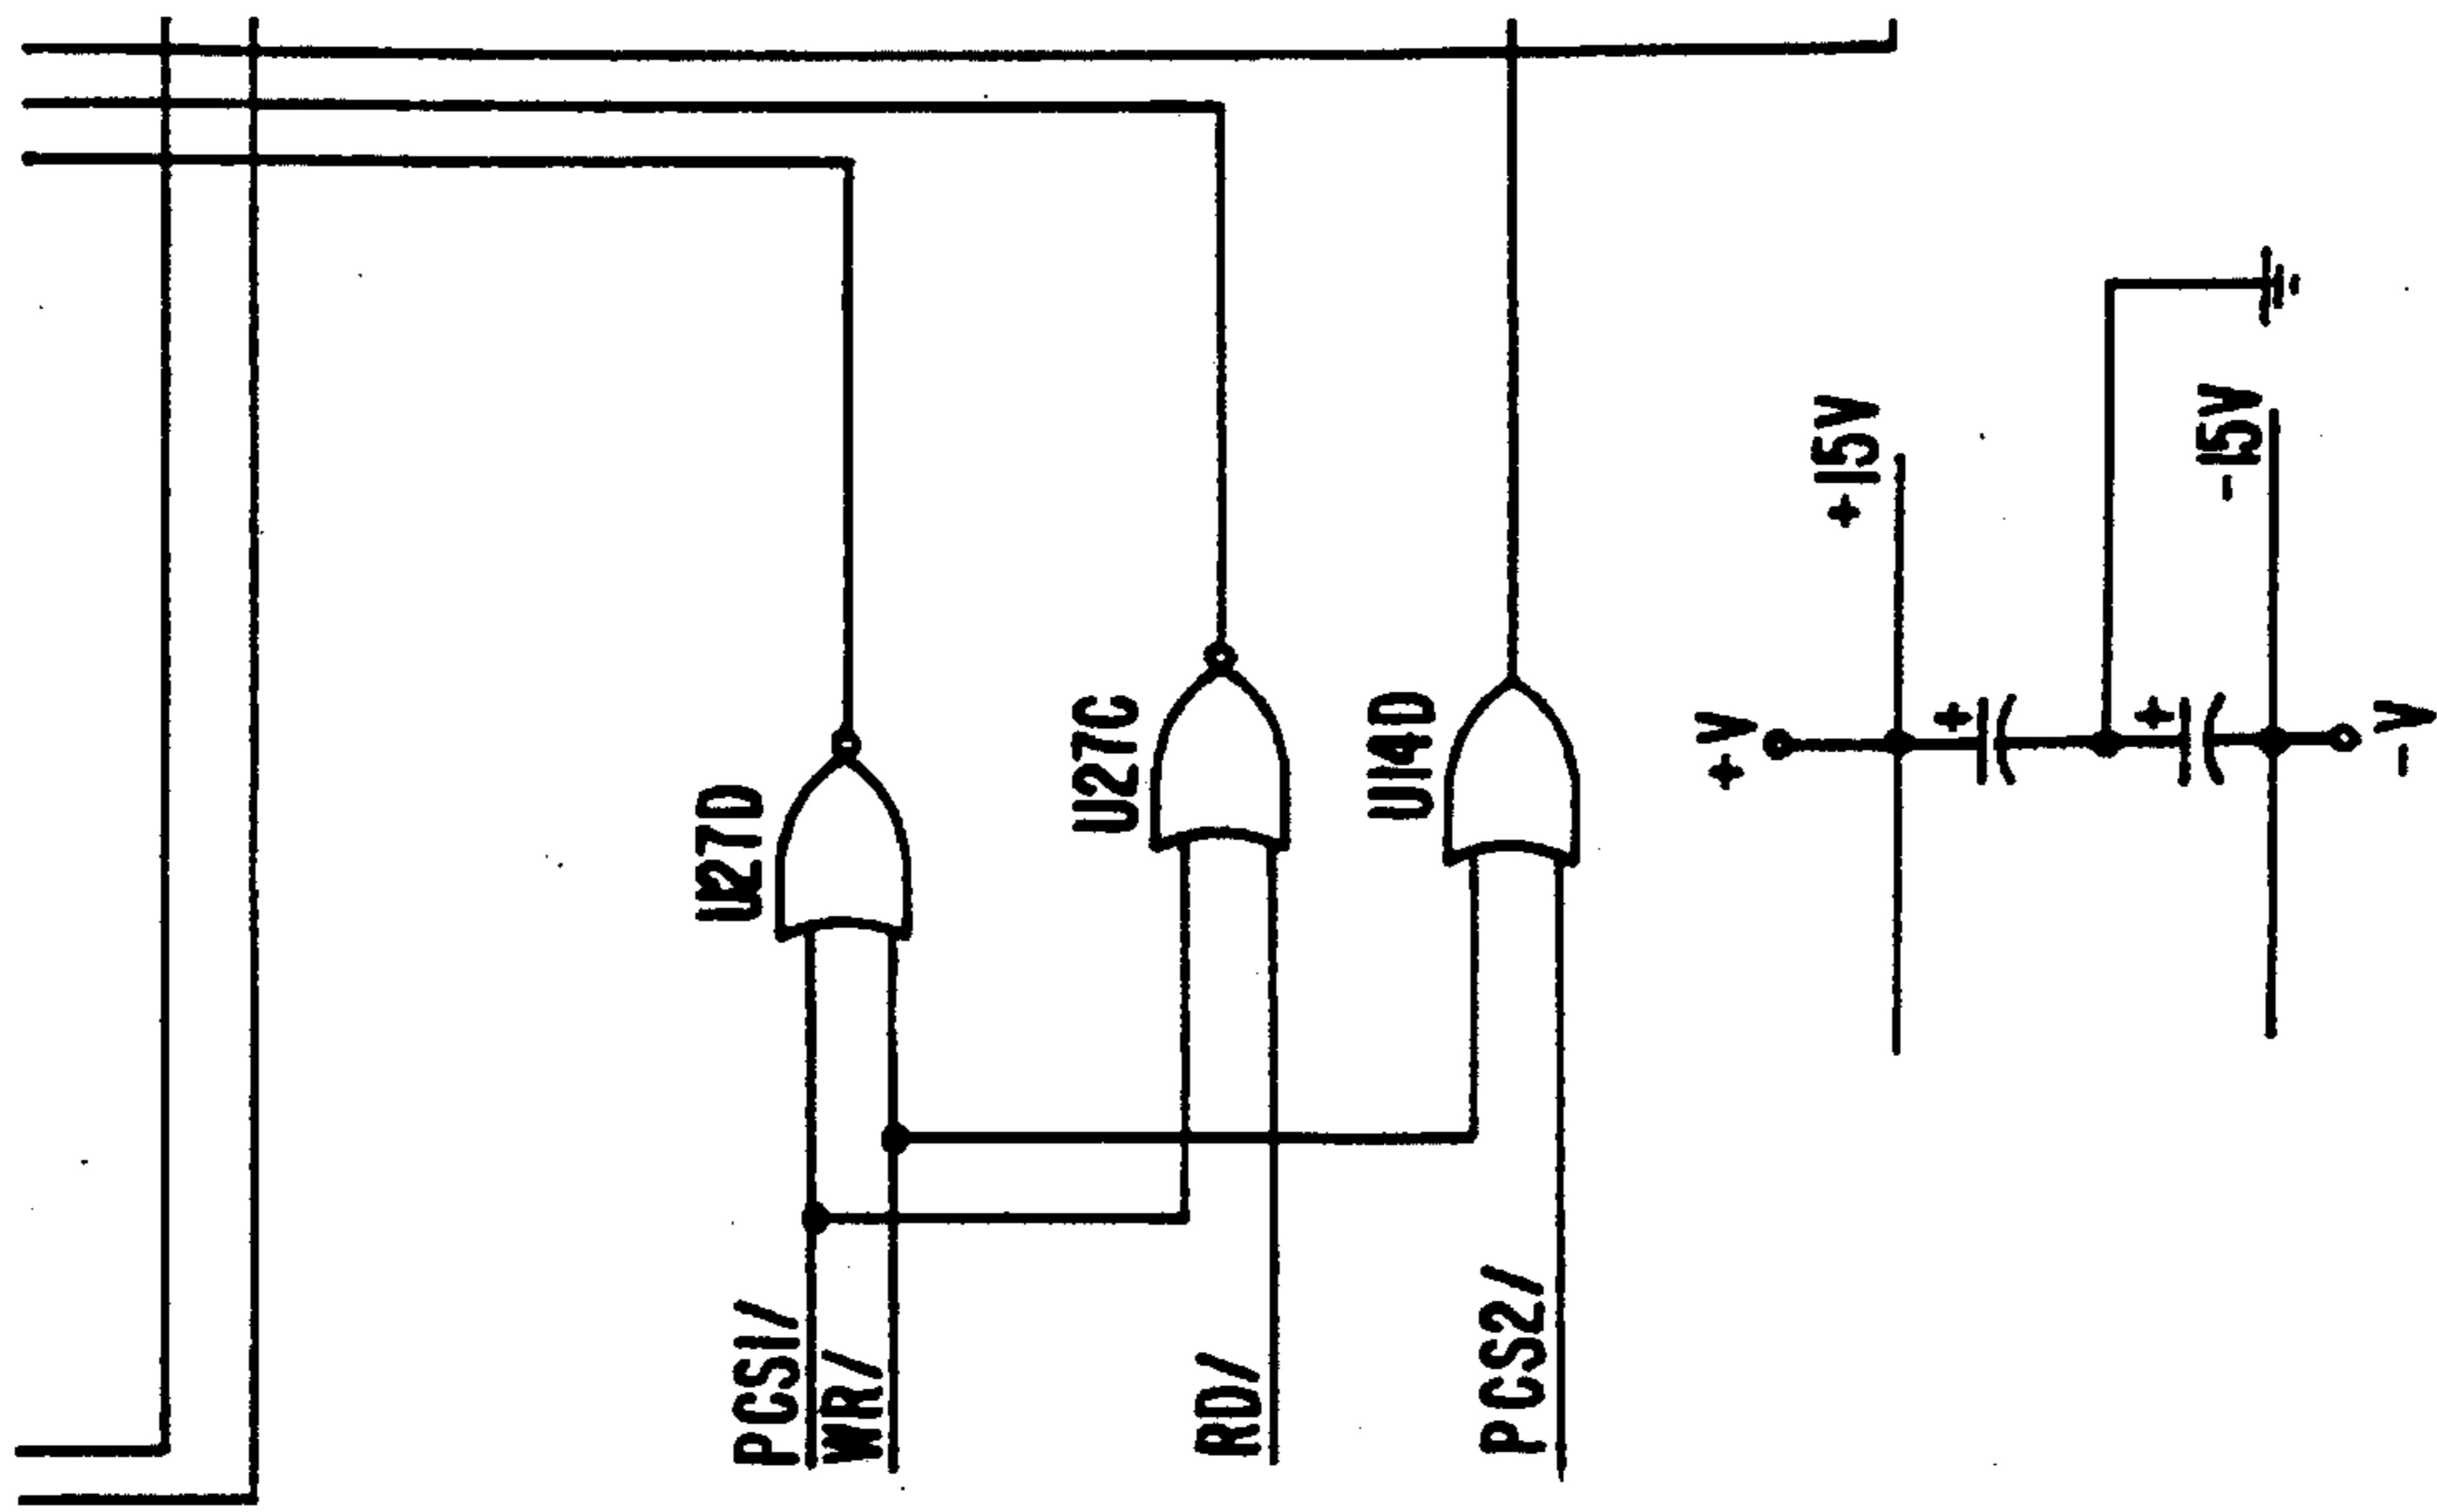 PCS1/
WR/
U27D
RD/
U27C
PCS2/
U14D
+V
+15V
+
+
-15V
-V